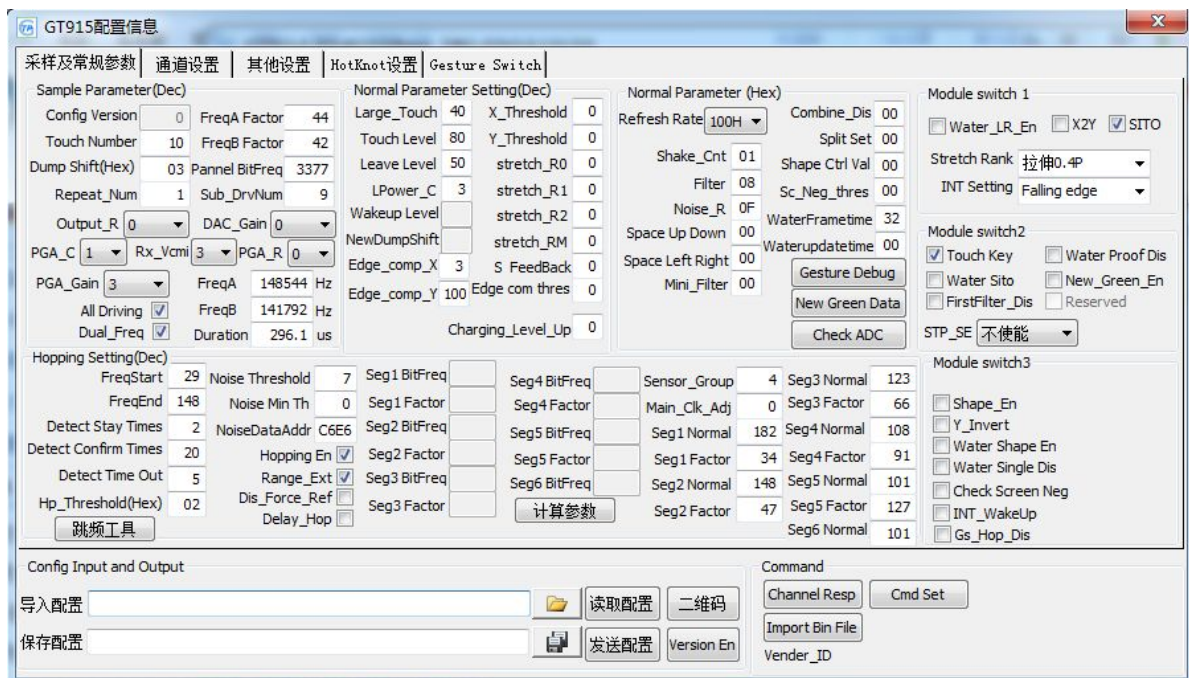 GT915配置信息
采样及常规参数 通道设置 其他设置 HotKnot设置 Gesture Switch
Sample Parameter(Dec)
Config Version 0 FreqA Factor 44
Touch Number 10 FreqB Factor 42
Dump Shift(Hex) 03 Pannel BitFreq 3377
Repeat_Num 1 Sub_DrvNum 9
Output_R 0 DAC_Gain 0
PGA_C 1 Rx_Vcmi 3 PGA_R 0
PGA_Gain 3 FreqA 148544 Hz
All Driving FreqB 141792 Hz
Dual_Freq Duration 296.1 us
Normal Parameter Setting(Dec)
Large_Touch 40 X_Threshold 0
Touch Level 80 Y_Threshold 0
Leave Level 50 stretch_R0 0
LPower_C 3 stretch_R1 0
Wakeup Level stretch_R2 0
NewDumpShift stretch_RM 0
Edge_comp_X 3 S_FeedBack 0
Edge_comp_Y 100 Edge com thres 0
Charging_Level_Up 0
Normal Parameter (Hex)
Refresh Rate 100H Combine_Dis 00
Split Set 00
Shake_Cnt 01 Shape Ctrl Val 00
Filter 08 Sc_Neg_thres 00
Noise_R 0F WaterFrametime 32
Space Up Down 00 Waterupdatetime 00
Space Left Right 00 Gesture Debug
Mini_Filter 00 New Green Data
Check ADC
Module switch 1
Water_LR_En X2Y SITO
Stretch Rank 拉伸0.4P
INT Setting Falling edge
Module switch2
Touch Key Water Proof Dis
Water Sito New_Green_En
FirstFilter_Dis Reserved
STP_SE 不使能
Hopping Setting(Dec)
FreqStart 29 Noise Threshold 7 Seg1 BitFreq Seg4 BitFreq Sensor_Group 4 Seg3 Normal 123
FreqEnd 148 Noise Min Th 0 Seg1 Factor Seg4 Factor Main_Clk_Adj 0 Seg3 Factor 66
Detect Stay Times 2 NoiseDataAddr C6E6 Seg2 BitFreq Seg5 BitFreq Seg1 Normal 182 Seg4 Normal 108
Detect Confirm Times 20 Hopping En Seg2 Factor Seg5 Factor Seg1 Factor 34 Seg4 Factor 91
Detect Time Out 5 Range_Ext Seg3 BitFreq Seg6 BitFreq Seg2 Normal 148 Seg5 Normal 101
Hp_Threshold(Hex) 02 Dis_Force_Ref Seg3 Factor 计算参数 Seg2 Factor 47 Seg5 Factor 127
跳频工具 Delay_Hop Seg6 Normal 101
Module switch3
Shape_En
Y_Invert
Water Shape En
Water Single Dis
Check Screen Neg
INT_WakeUp
Gs_Hop_Dis
Config Input and Output
导入配置 读取配置 二维码
保存配置 发送配置 Version En
Command
Channel Resp Cmd Set
Import Bin File
Vender_ID